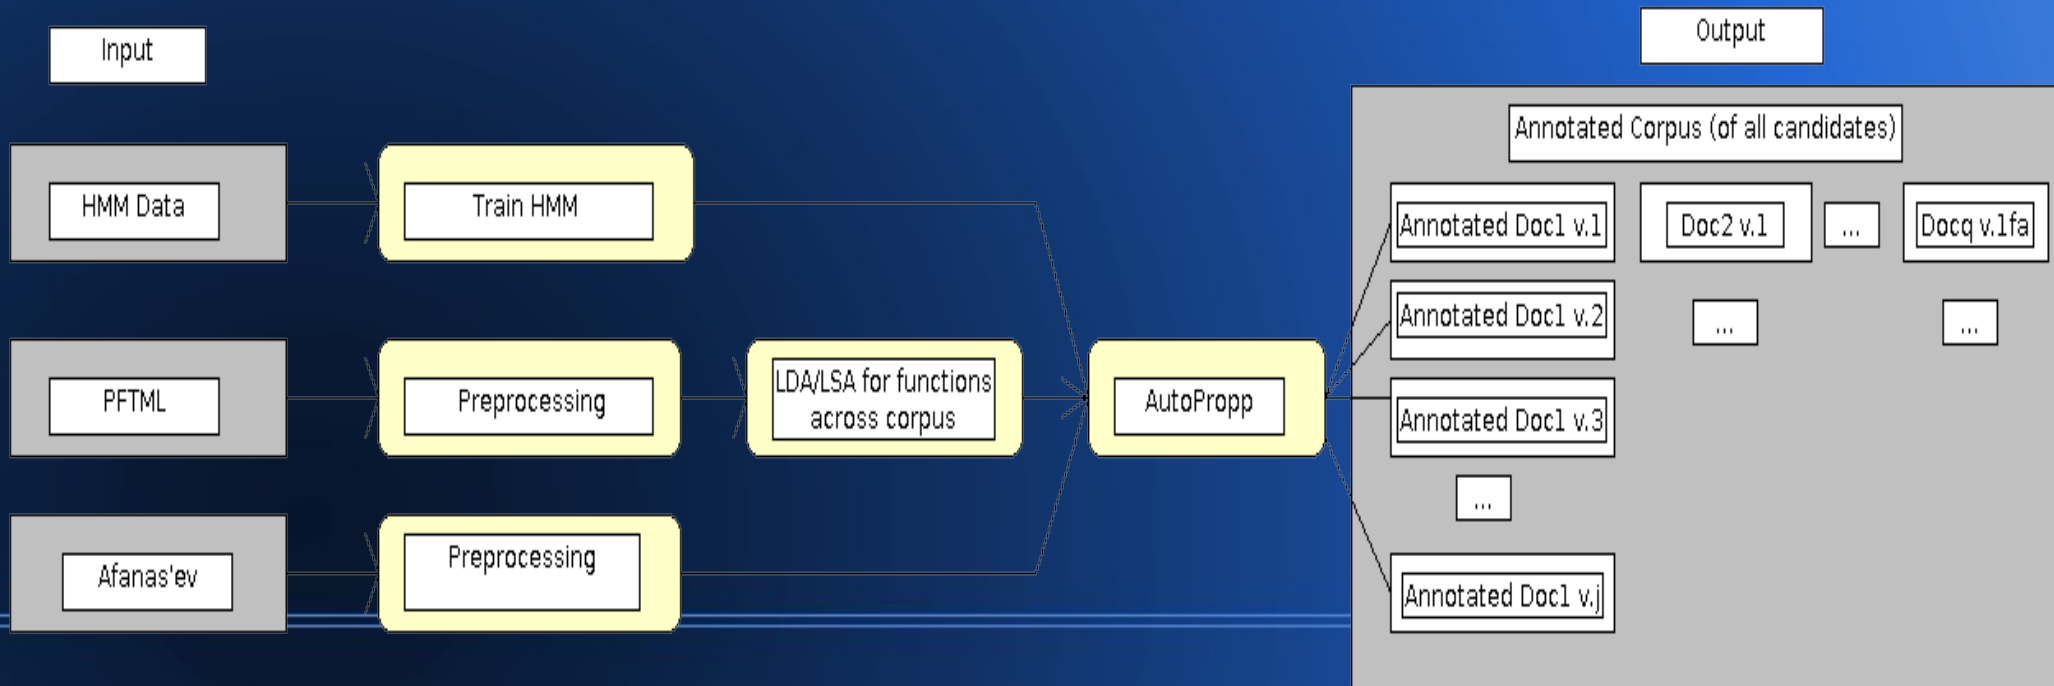 Input
Output
Annotated Corpus (of all candidates)
HMM Data
Train HMM
Annotated Doc1 v.1
Doc2 v.1
...
Docq v.1fa
Annotated Doc1 v.2
...
...
PFTML
Preprocessing
LDA/LSA for functions
across corpus
AutoPropp
Annotated Doc1 v.3
...
Afanas'ev
Preprocessing
Annotated Doc1 v.j